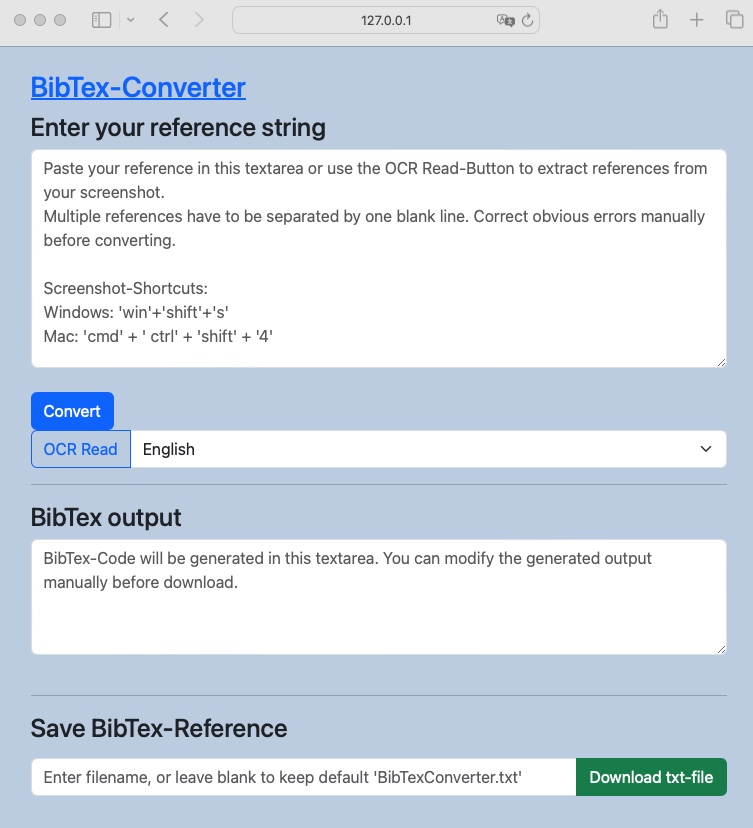 127.0.0.1
BibTex-Converter
Enter your reference string
Paste your reference in this textarea or use the OCR Read-Button to extract references from
your screenshot.
Multiple references have to be separated by one blank line. Correct obvious errors manually
before converting.
Screenshot-Shortcuts:
Windows: 'win'+'shift'+'s'
Mac: 'cmd' + ' ctrl' + 'shift' + '4'
Convert
OCR Read English
BibTex output
BibTex-Code will be generated in this textarea. You can modify the generated output
manually before download.
Save BibTex-Reference
Enter filename, or leave blank to keep default 'BibTexConverter.txt' Download txt-file